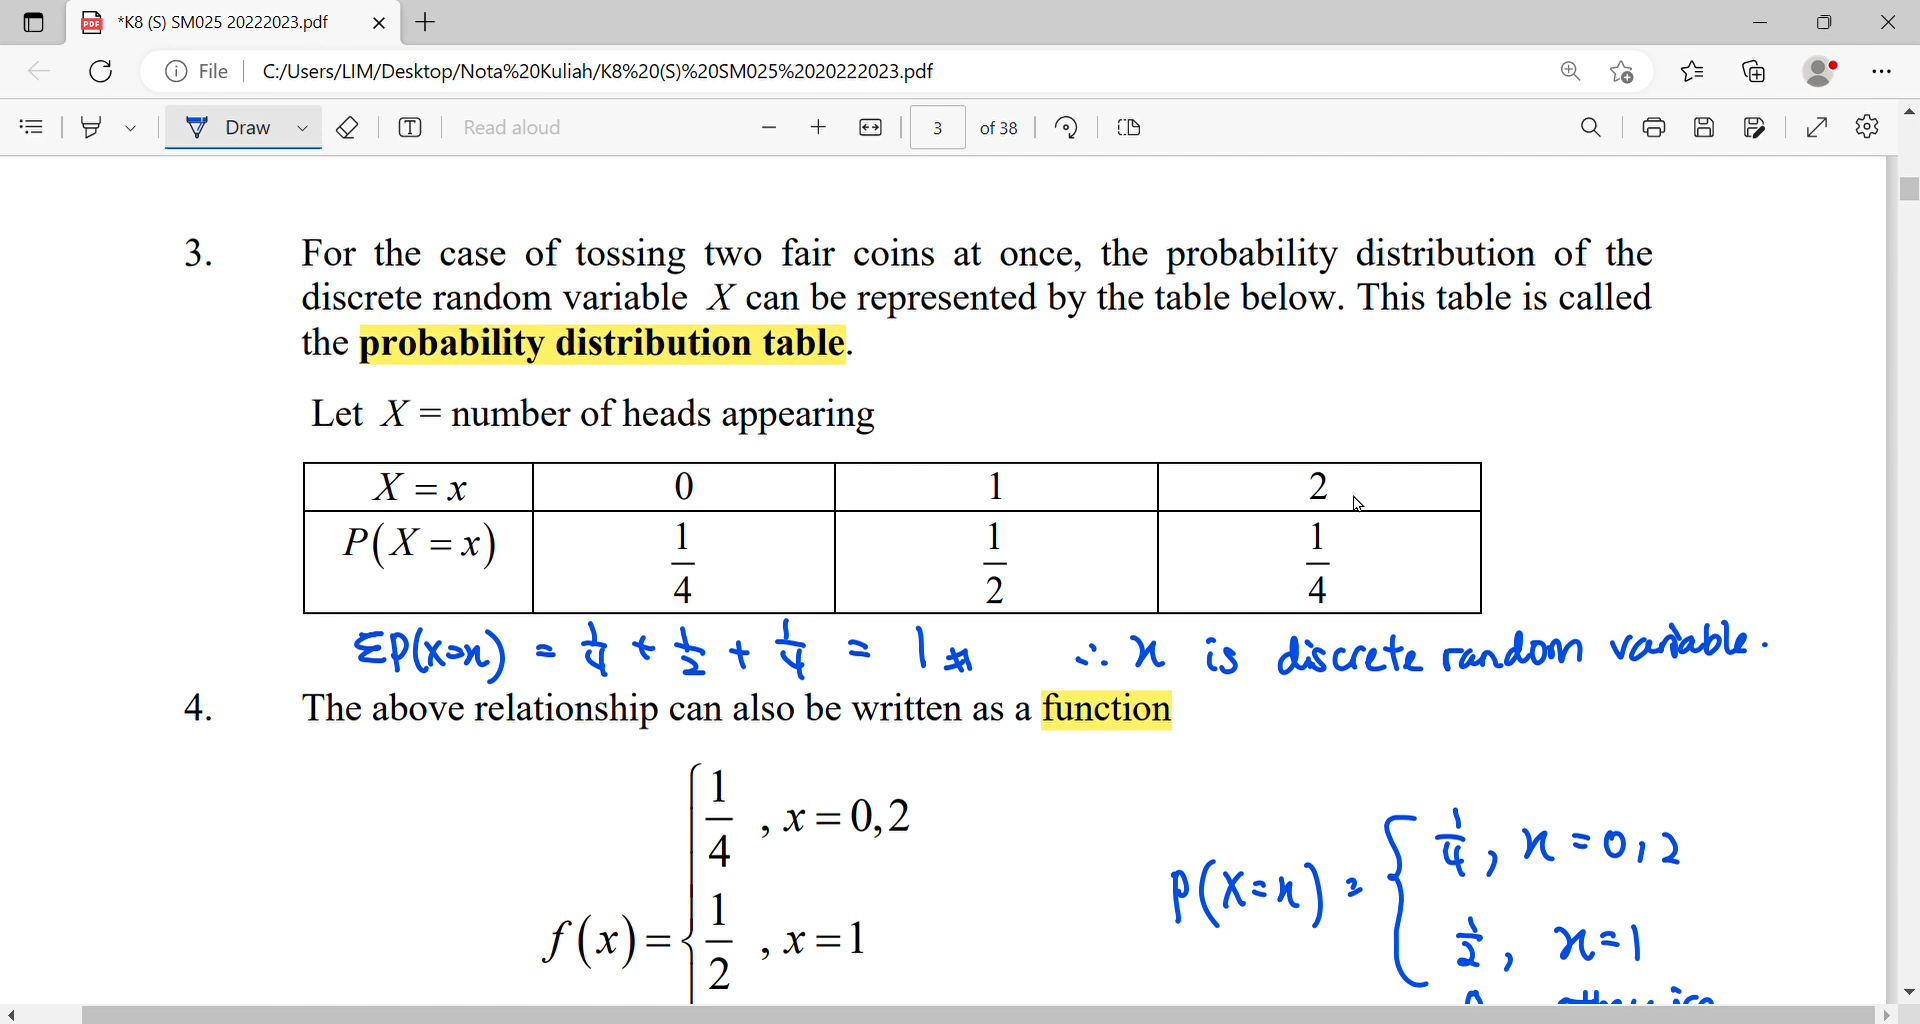 *K8 (S) SM025 20222023.pdf
File C:/Users/LIM/Desktop/Nota%20Kuliah/K8%20(S)%20SM025%2020222023.pdf
Draw Read aloud 3 of 38
3. For the case of tossing two fair coins at once, the probability distribution of the
discrete random variable X can be represented by the table below. This table is called
the probability distribution table.
Let X = number of heads appearing
X = x 0 1 2
P(X = x) 1/4 1/2 1/4
ΣP(X=x) = 1/4 + 1/2 + 1/4 = 1 # ∴ x is discrete random variable.
4. The above relationship can also be written as a function
f(x) = { 1/4 , x = 0, 2
1/2 , x = 1
P(X=x) = { 1/4, x = 0, 2
1/2, x = 1